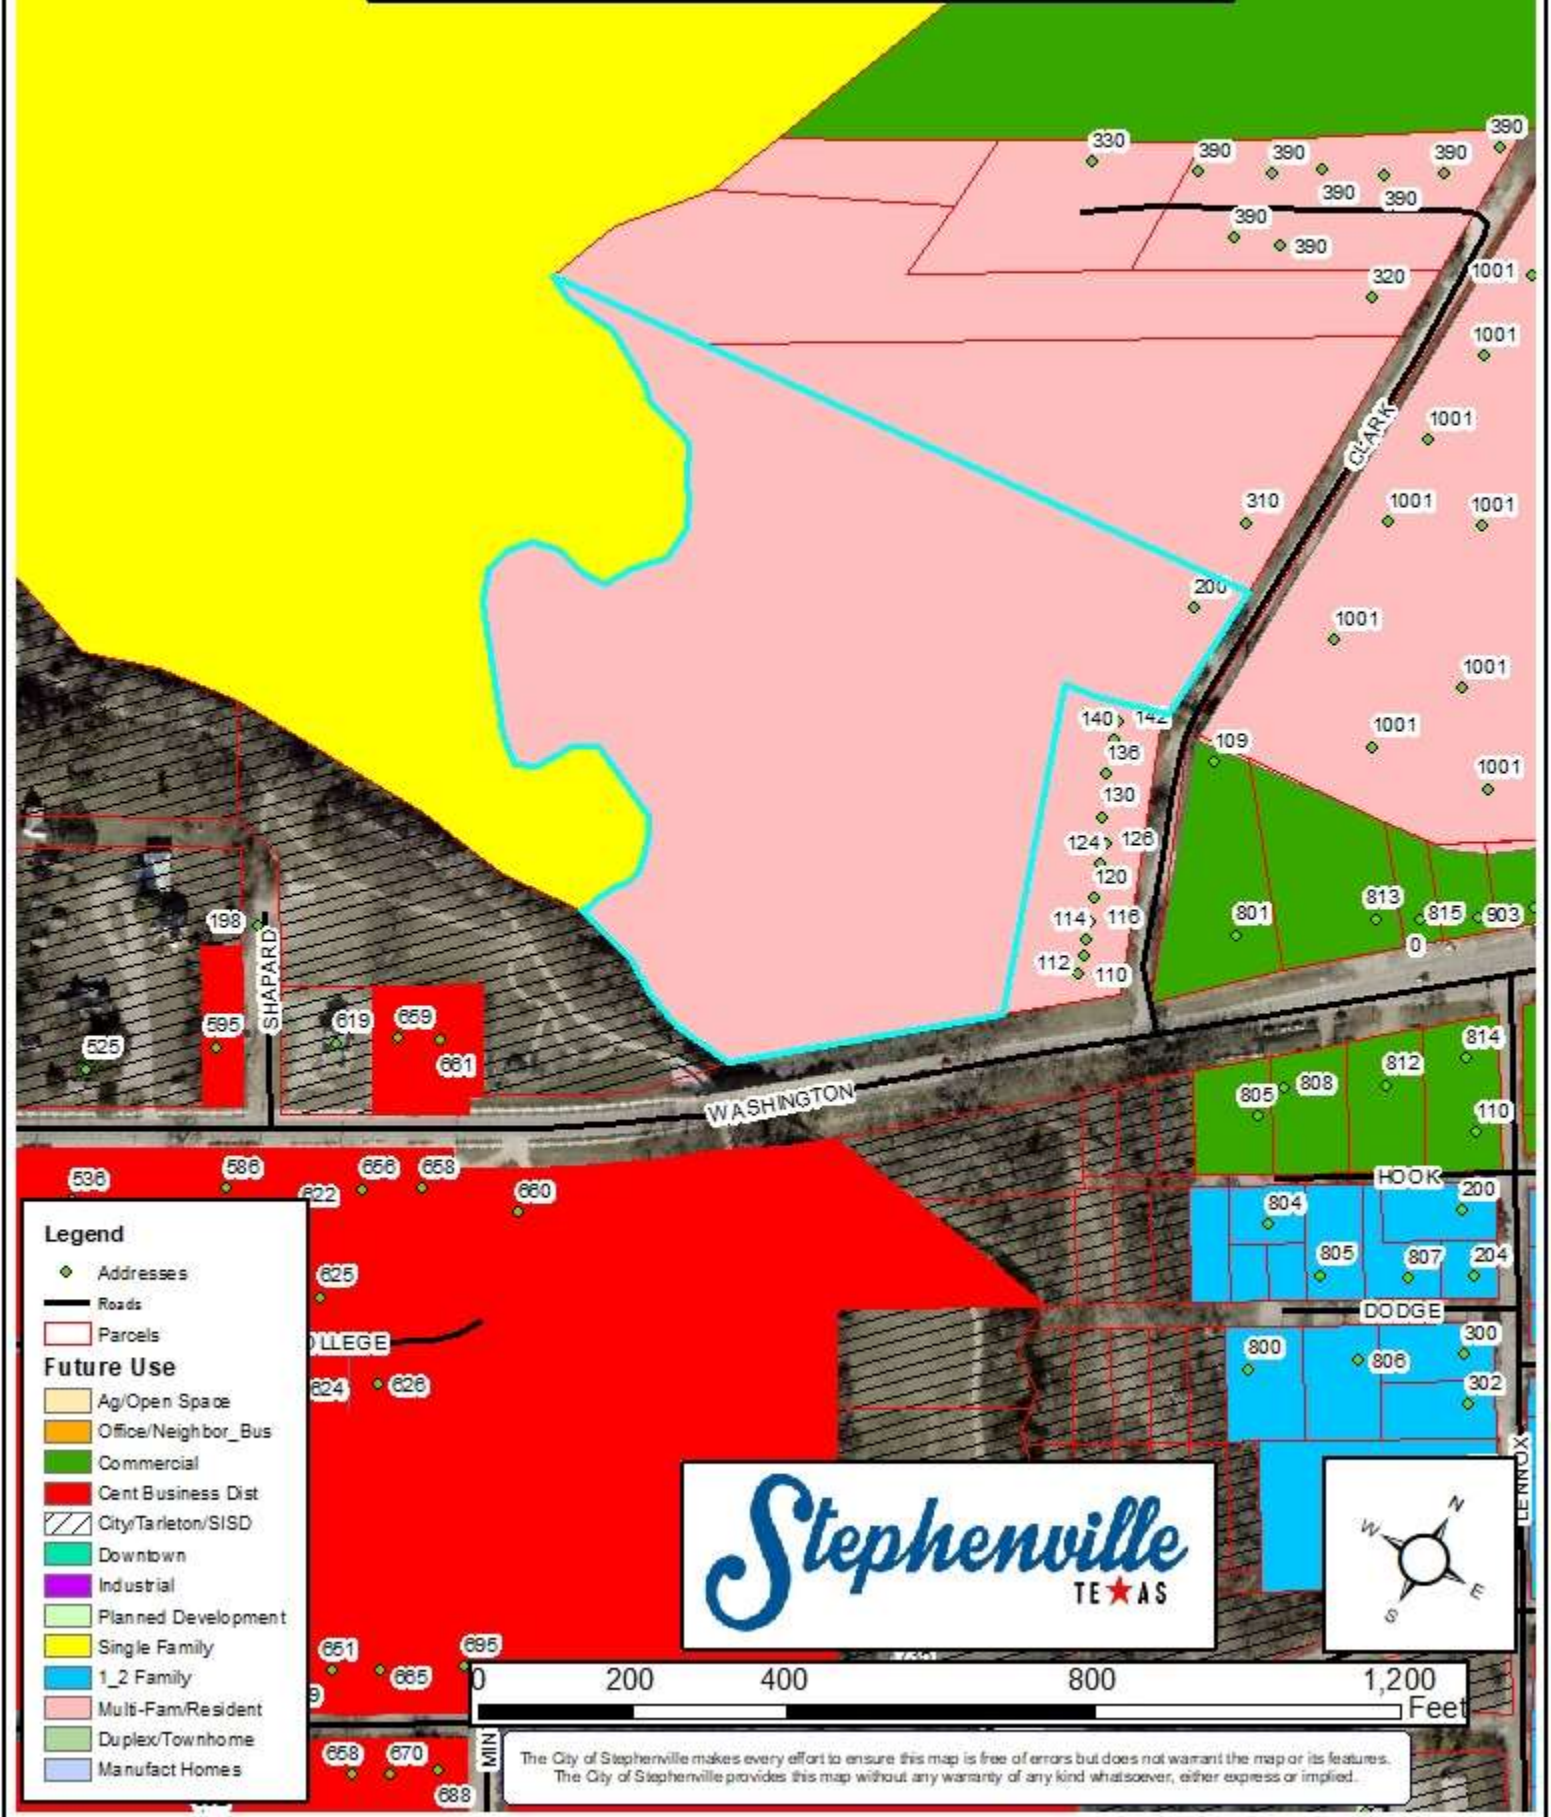 390
330
390
390
390
390
390
390
390
320
1001
1001
CLARK
1001
310
1001
1001
200
1001
1001
140
142
109
1001
136
1001
130
124
126
120
114
116
112
110
198
SHAPARD
801
813
815
903
0
595
619
659
661
525
WASHINGTON
814
812
808
805
110
HOOK
536
586
622
656
658
660
804
200
805
807
204
625
DODGE
OLLEGE
800
806
300
302
624
626
LENNOX
Legend
Addresses
Roads
Parcels
Future Use
Ag/Open Space
Office/Neighbor_Bus
Commercial
Cent Business Dist
City/Tarleton/SISD
Downtown
Industrial
Planned Development
Single Family
1_2 Family
Multi-Fam/Resident
Duplex/Townhome
Manufact Homes
Stephenville
TEXAS
N
W
E
S
651
665
695
9
0 200 400 800 1,200
Feet
MIN
658
670
688
The City of Stephenville makes every effort to ensure this map is free of errors but does not warrant the map or its features.
The City of Stephenville provides this map without any warranty of any kind whatsoever, either express or implied.